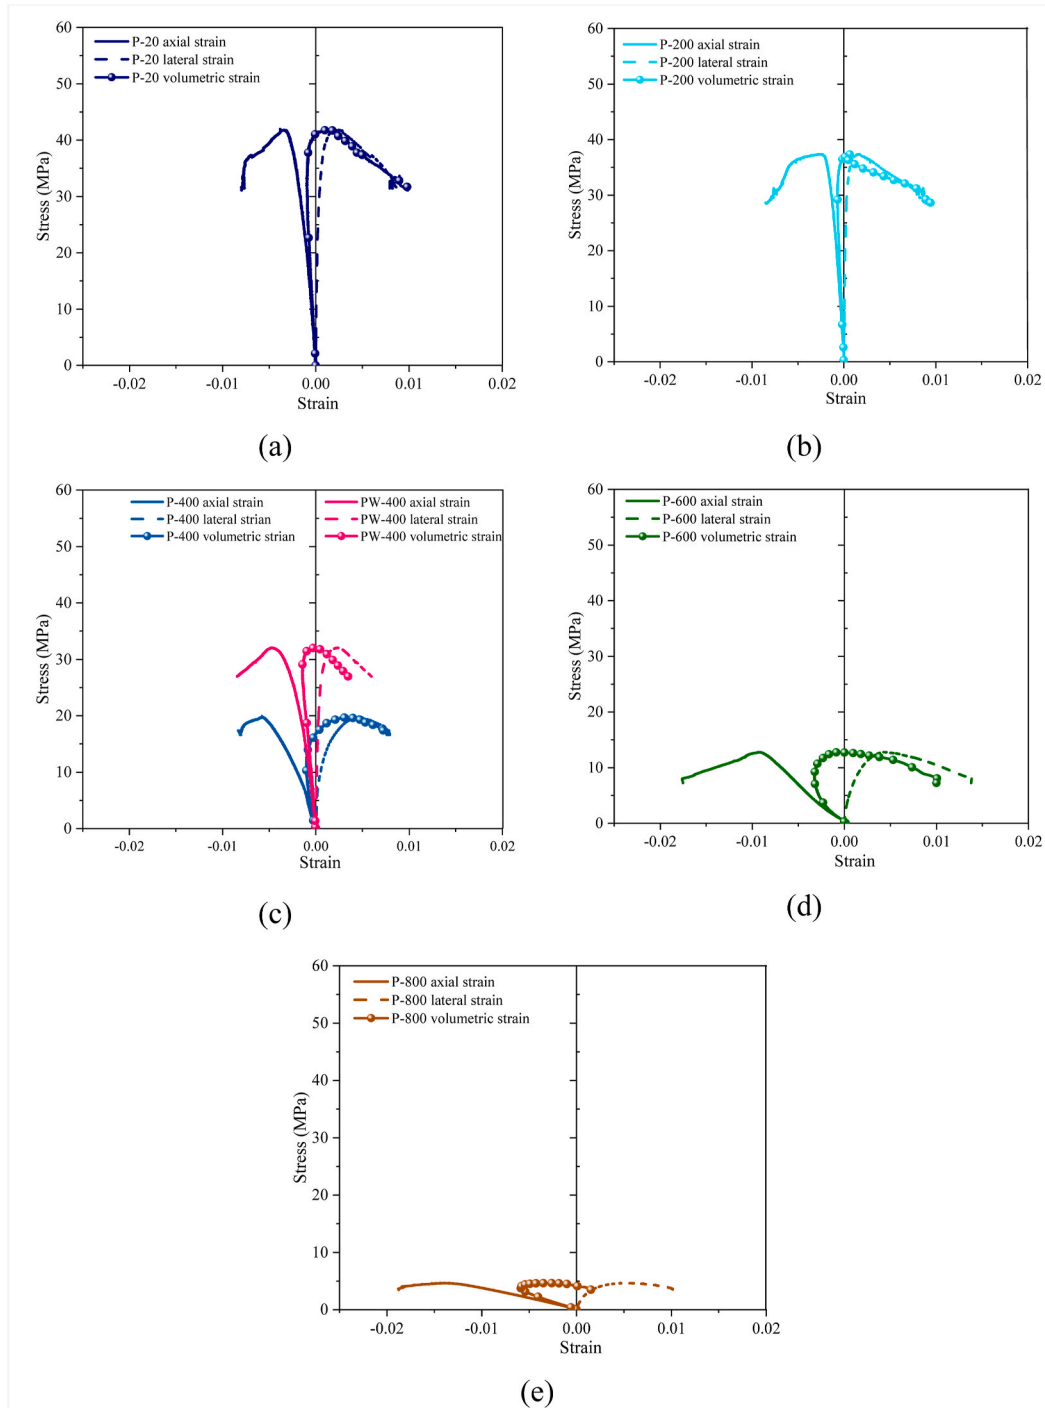 60
50
40
30
20
10
0
Stress (MPa)
P-20 axial strain
P-20 lateral strain
P-20 volumetric strain
-0.02 -0.01 0.00 0.01 0.02
Strain
(a)
60
50
40
30
20
10
0
Stress (MPa)
P-200 axial strain
P-200 lateral strain
P-200 volumetric strain
-0.02 -0.01 0.00 0.01 0.02
Strain
(b)
60
50
40
30
20
10
0
Stress (MPa)
P-400 axial strain
P-400 lateral strian
P-400 volumetric strian
PW-400 axial strain
PW-400 lateral strain
PW-400 volumetric strain
-0.02 -0.01 0.00 0.01 0.02
Strain
(c)
60
50
40
30
20
10
0
Stress (MPa)
P-600 axial strain
P-600 lateral strain
P-600 volumetric strain
-0.02 -0.01 0.00 0.01 0.02
Strain
(d)
60
50
40
30
20
10
0
Stress (MPa)
P-800 axial strain
P-800 lateral strain
P-800 volumetric strain
-0.02 -0.01 0.00 0.01 0.02
Strain
(e)